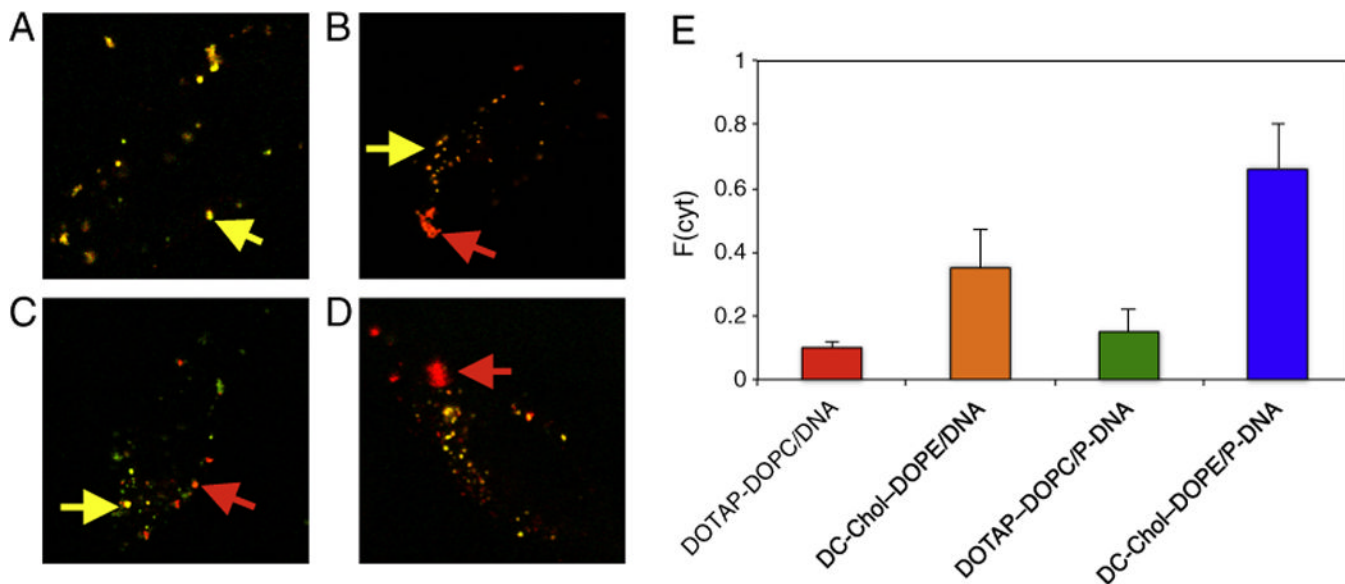 A
B
C
D
E
F(cyt)
1
0.8
0.6
0.4
0.2
0
DOTAP-DOPC/DNA
DC-Chol–DOPE/DNA
DOTAP–DOPC/P-DNA
DC-Chol–DOPE/P-DNA